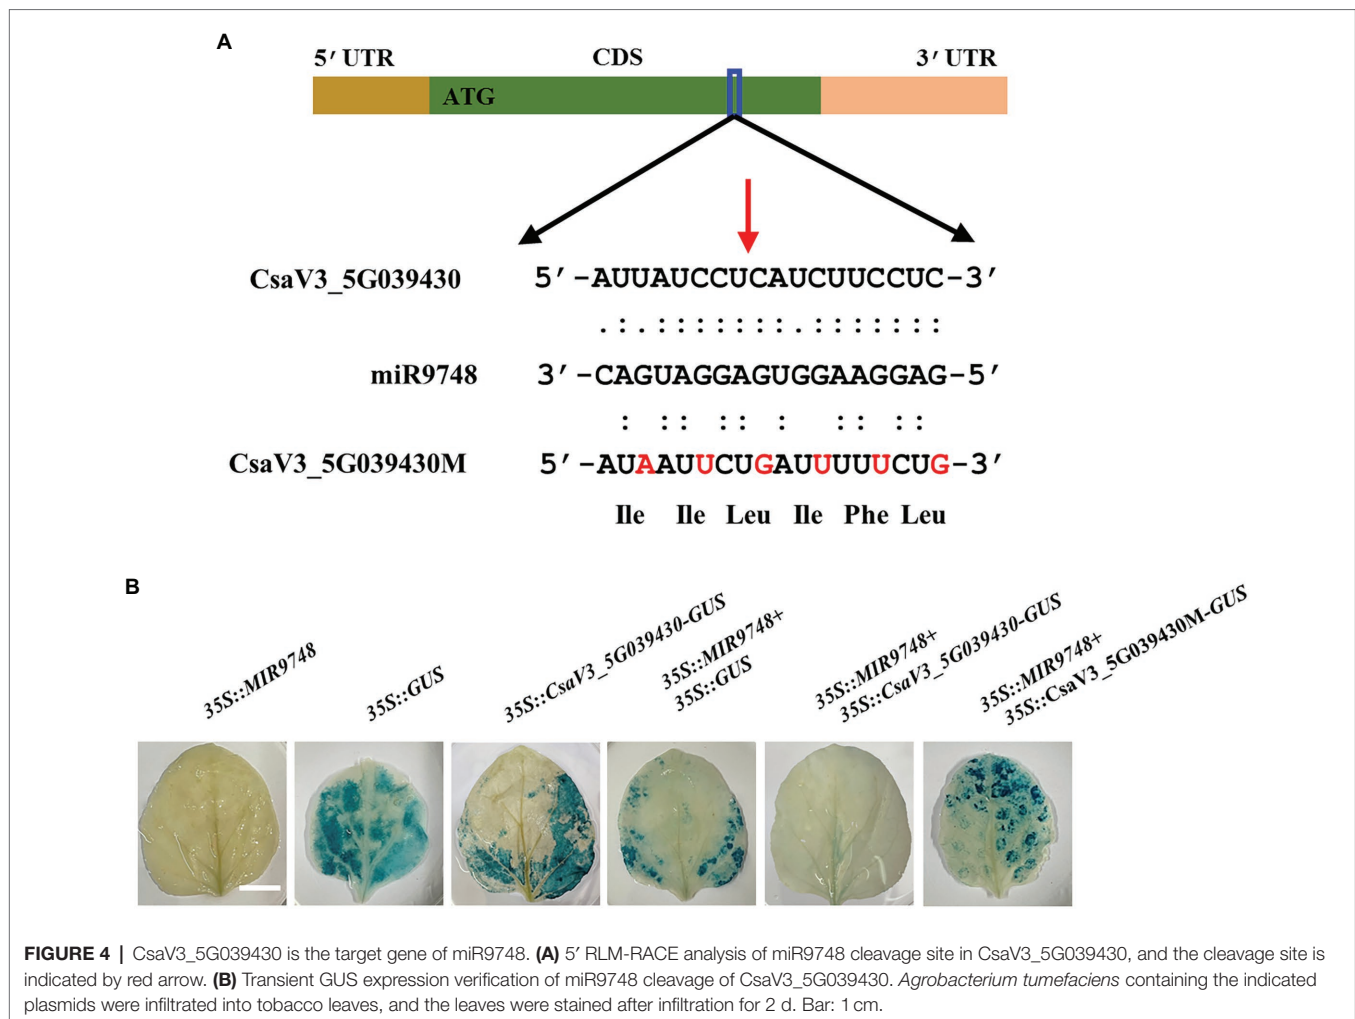 A
5′ UTR CDS 3′ UTR
ATG
CsaV3_5G039430 5′-AUUAUCCUCAUCUUCCUC-3′
.:.:::::::.:::::::
miR9748 3′-CAGUAGGAGUGGAAGGAG-5′
: :: :: : :: ::
CsaV3_5G039430M 5′-AUAAUUCUGAUUUUUCUG-3′
Ile Ile Leu Ile Phe Leu
B
35S::MIR9748
35S::GUS
35S::CsaV3_5G039430-GUS
35S::MIR9748+
35S::GUS
35S::MIR9748+
35S::CsaV3_5G039430-GUS
35S::MIR9748+
35S::CsaV3_5G039430M-GUS
FIGURE 4 | CsaV3_5G039430 is the target gene of miR9748. (A) 5′ RLM-RACE analysis of miR9748 cleavage site in CsaV3_5G039430, and the cleavage site is
indicated by red arrow. (B) Transient GUS expression verification of miR9748 cleavage of CsaV3_5G039430. Agrobacterium tumefaciens containing the indicated
plasmids were infiltrated into tobacco leaves, and the leaves were stained after infiltration for 2 d. Bar: 1 cm.